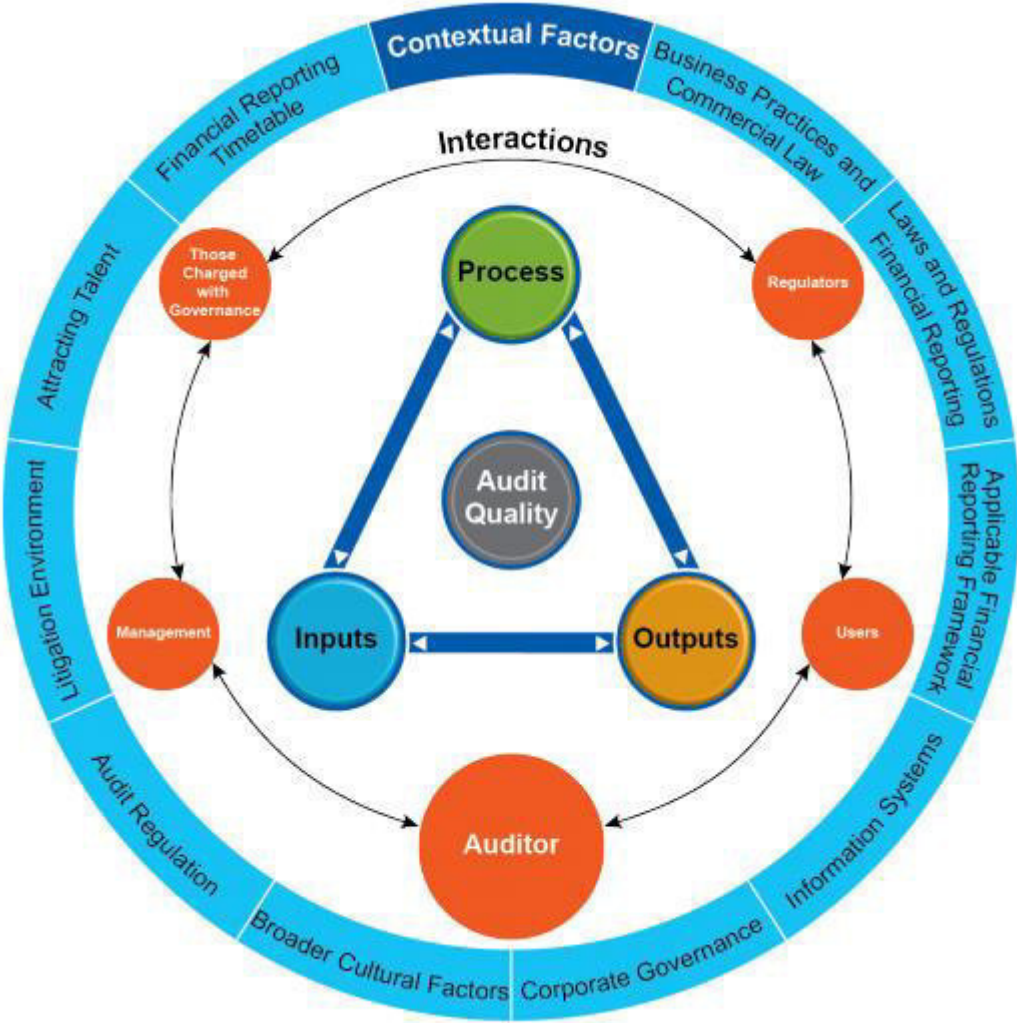 Contextual Factors
Business Practices and
Commercial Law
Laws and Regulations
Financial Reporting
Applicable Financial
Reporting Framework
Information Systems
Corporate Governance
Broader Cultural Factors
Audit Regulation
Litigation Environment
Attracting Talent
Financial Reporting
Timetable
Interactions
Those
Charged
with
Governance
Process
Regulators
Audit
Quality
Management
Inputs
Outputs
Users
Auditor